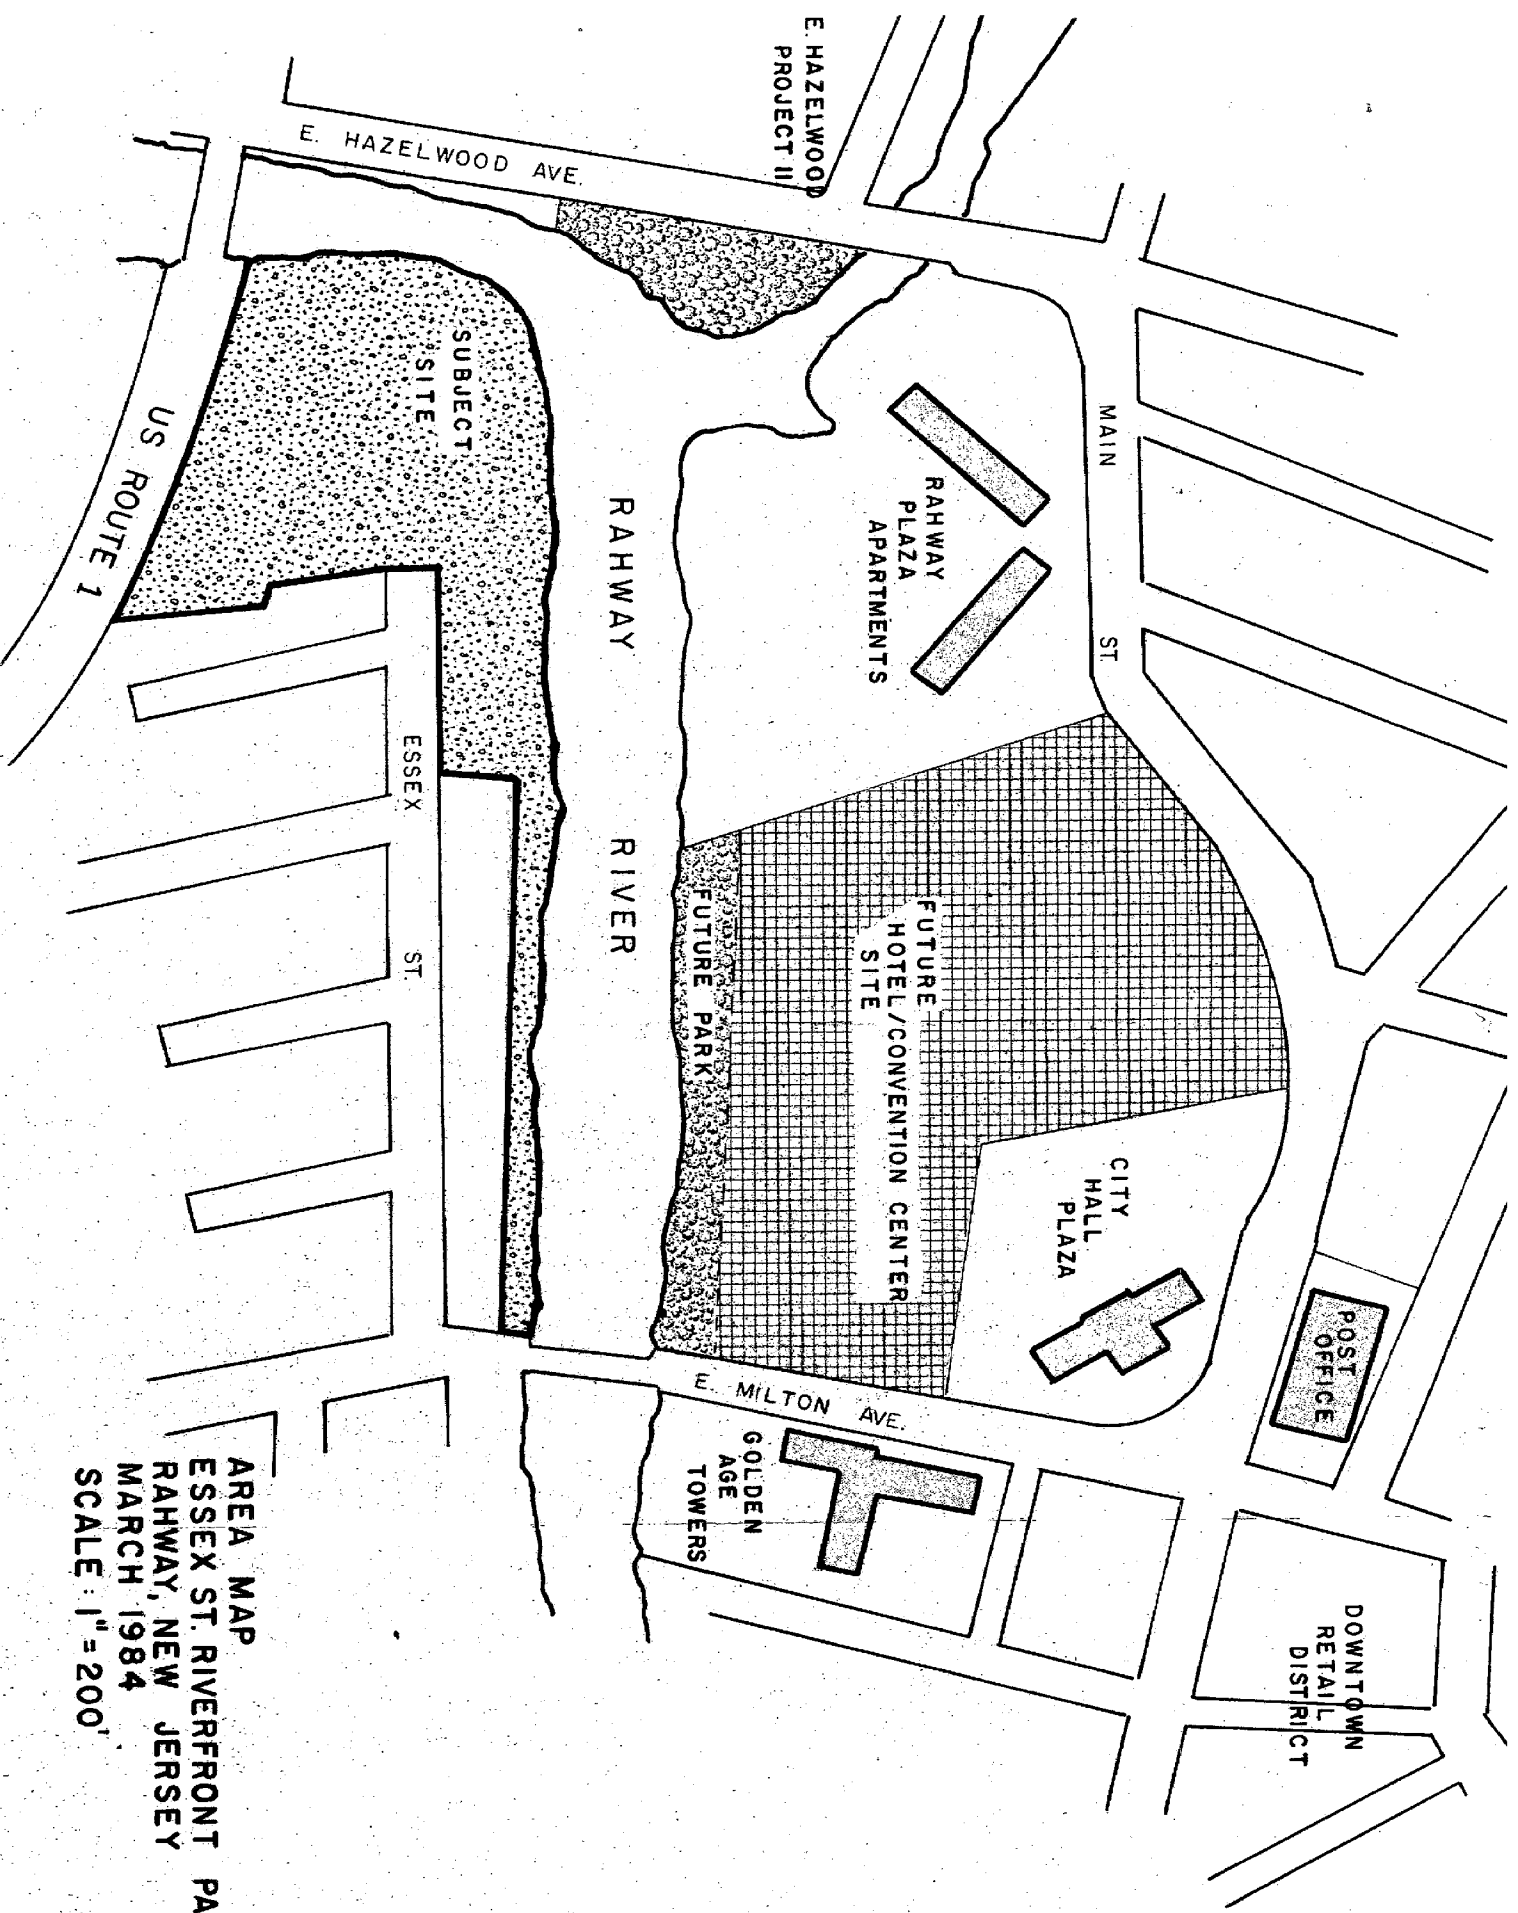 E. HAZELWOOD
PROJECT II
E. HAZELWOOD AVE.
MAIN ST.
SUBJECT
SITE
US ROUTE 1
RAHWAY RIVER
RAHWAY
PLAZA
APARTMENTS
ESSEX ST.
FUTURE PARK
FUTURE
HOTEL/CONVENTION CENTER
SITE
CITY
HALL
PLAZA
POST
OFFICE
E. MILTON AVE.
GOLDEN
AGE
TOWERS
DOWNTOWN
RETAIL
DISTRICT
AREA MAP
ESSEX ST. RIVERFRONT PA
RAHWAY, NEW JERSEY
MARCH 1984
SCALE : 1" = 200'